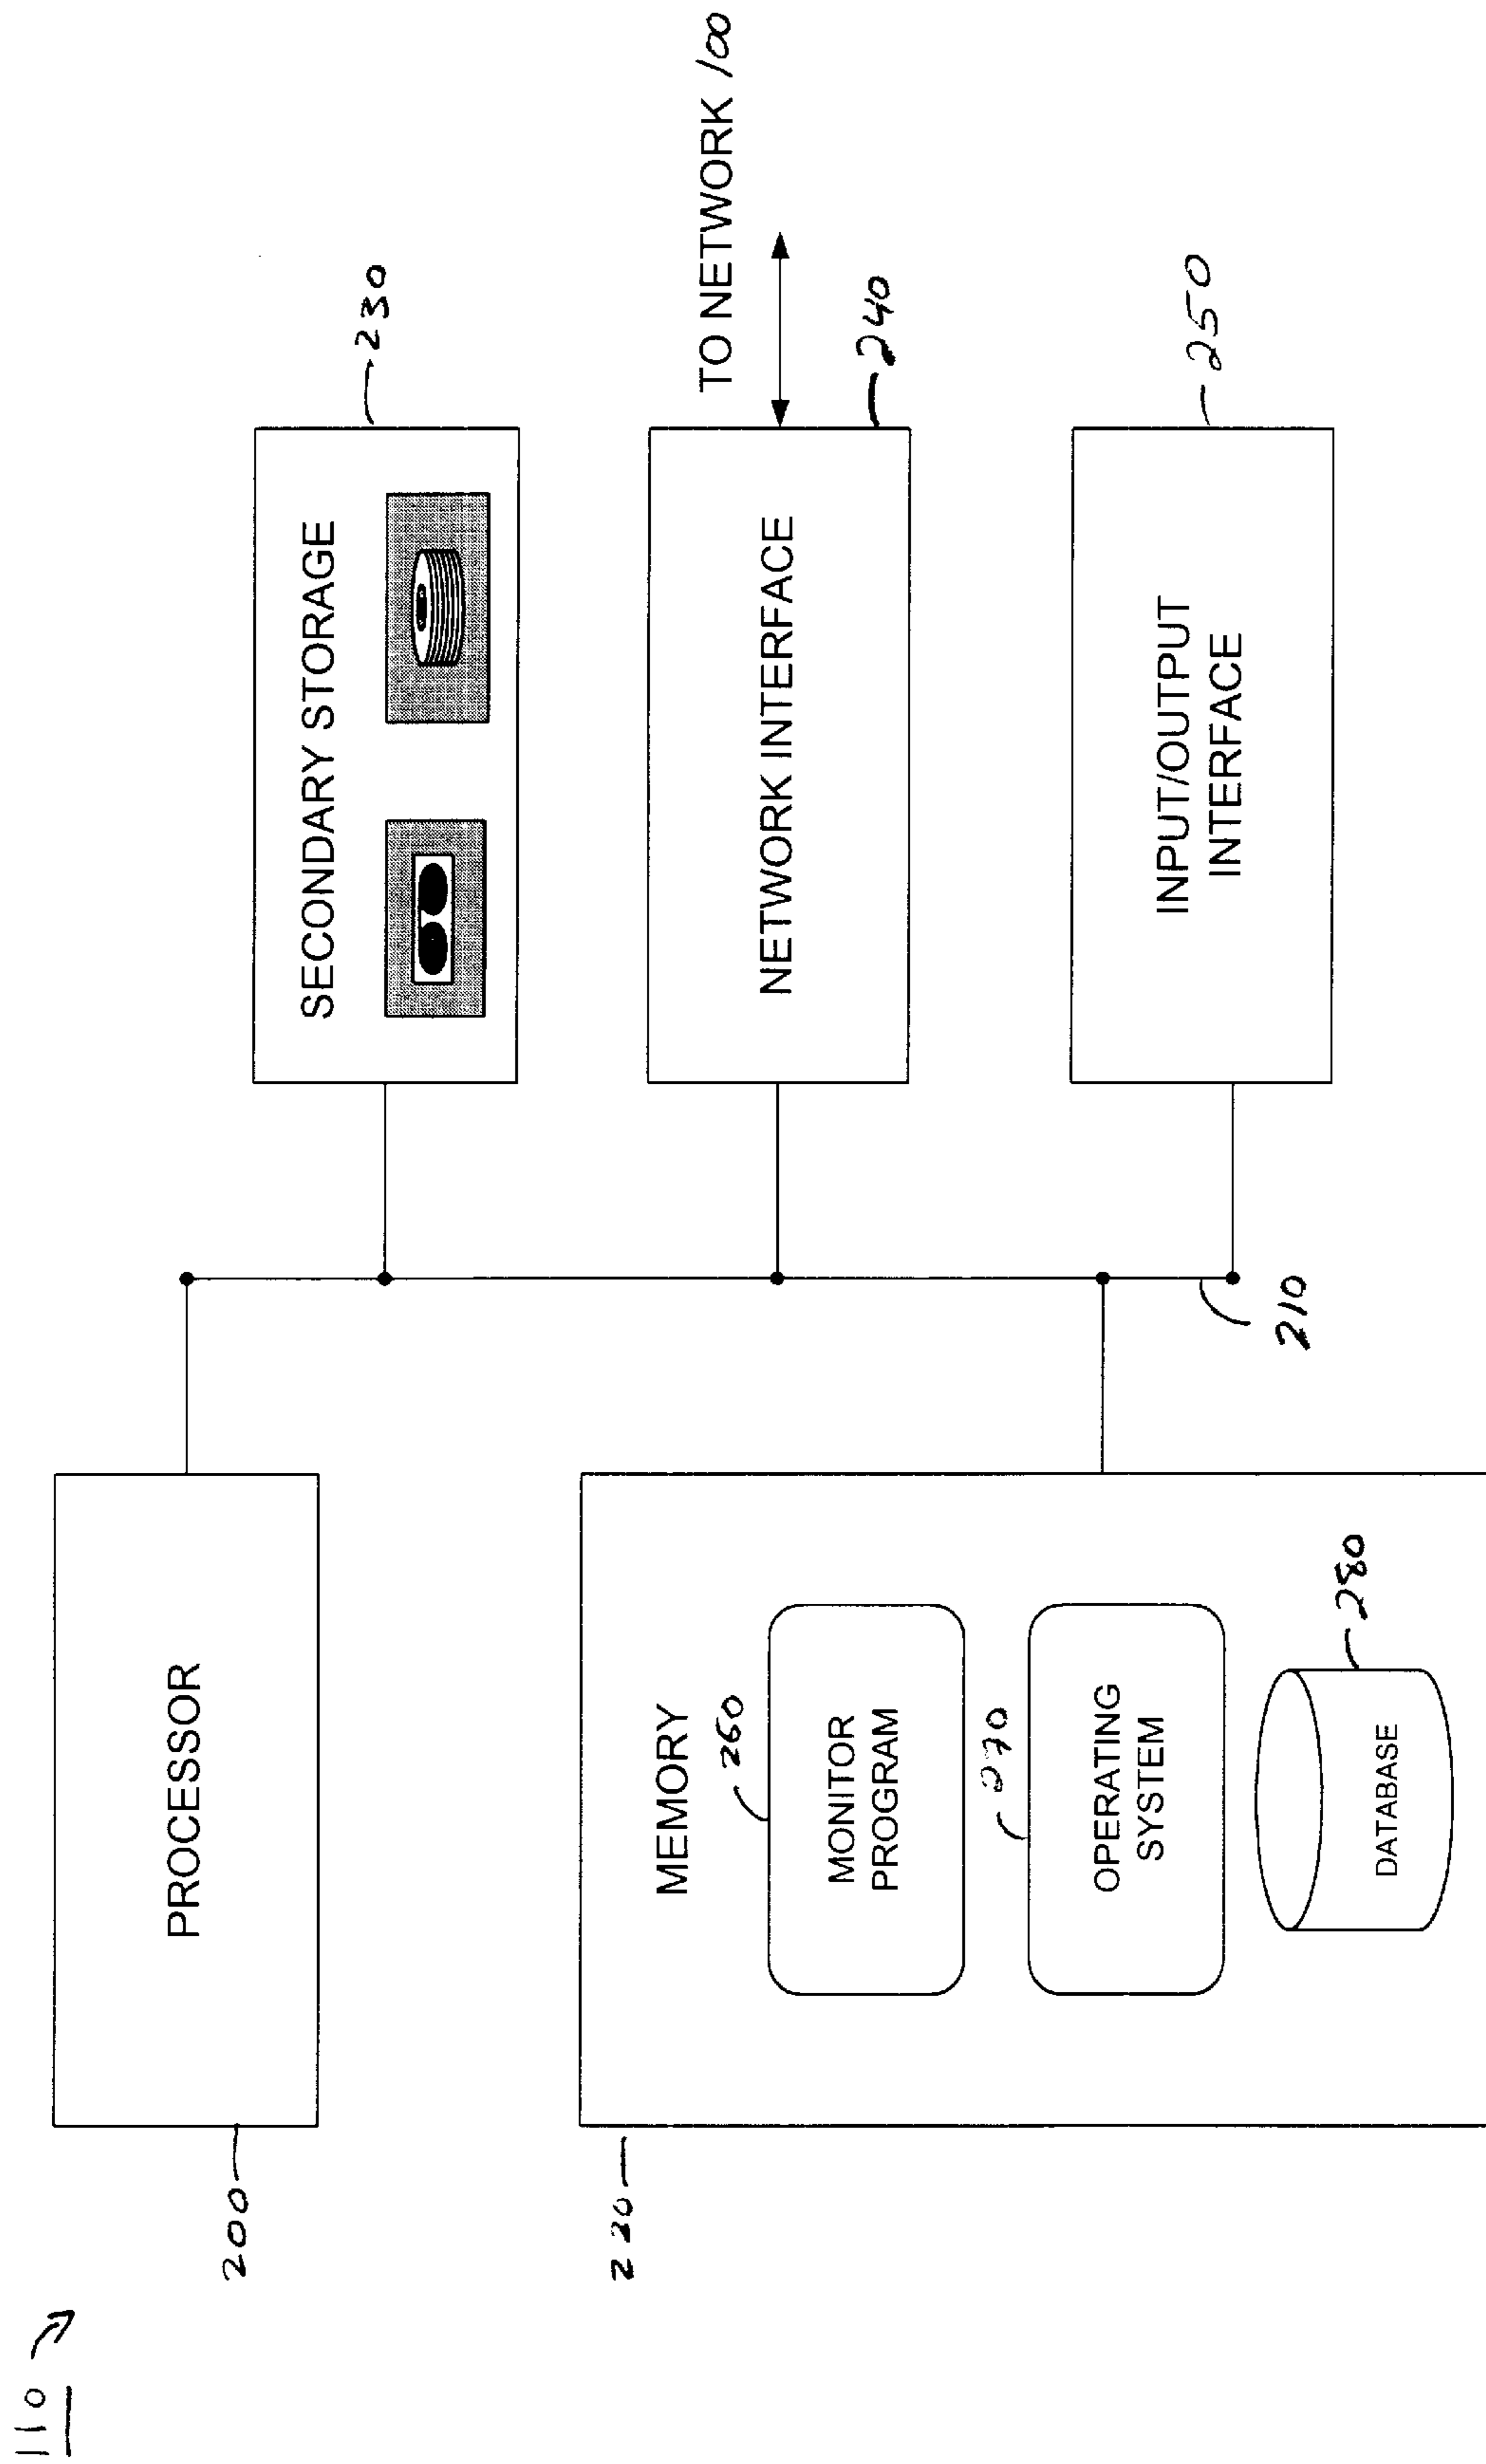 110
200
PROCESSOR
SECONDARY STORAGE
230
TO NETWORK 100
220
MEMORY
260
MONITOR
PROGRAM
270
OPERATING
SYSTEM
280
DATABASE
NETWORK INTERFACE
240
INPUT/OUTPUT
INTERFACE
250
210